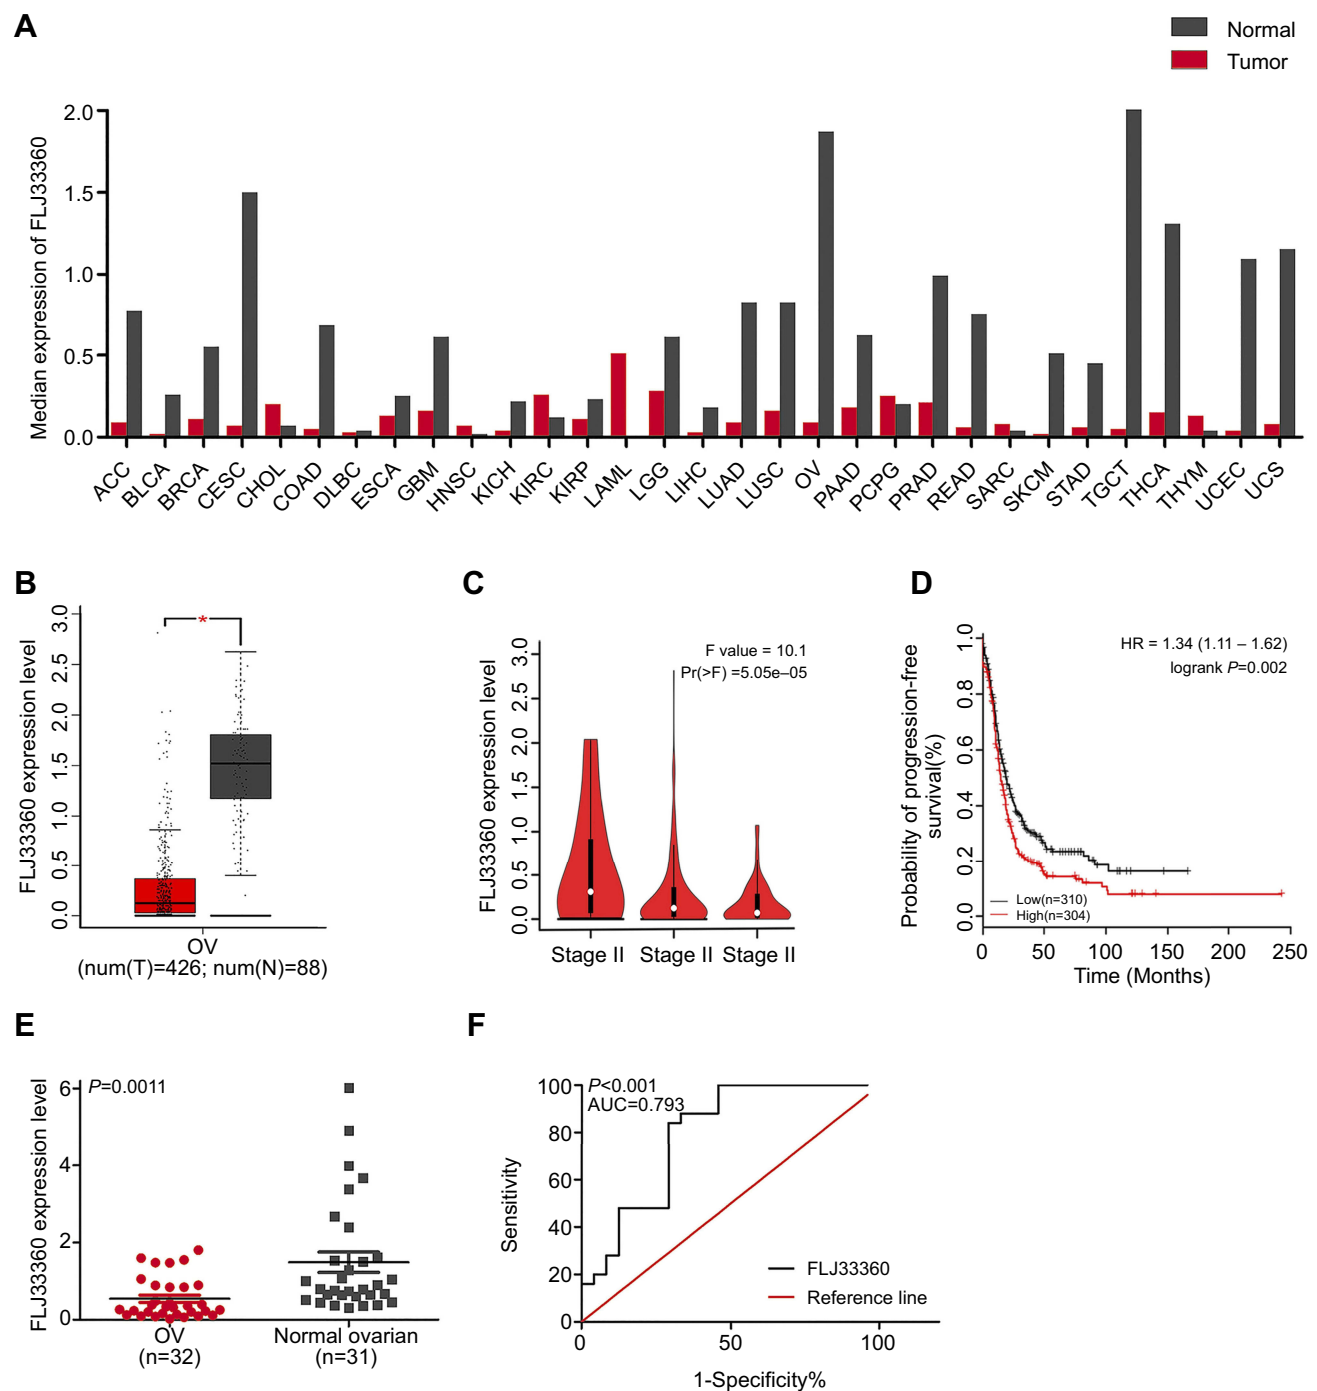 A
Normal
Tumor
Median expression of FLJ33360
2.0
1.5
1.0
0.5
0.0
ACC BLCA BRCA CESC CHOL COAD DLBC ESCA GBM HNSC KICH KIRC KIRP LAML LGG LIHC LUAD LUSC OV PAAD PCPG PRAD READ SARC SKCM STAD TGCT THCA THYM UCEC UCS
B
FLJ33360 expression level
3.0
2.5
2.0
1.5
1.0
0.5
0.0
*
OV
(num(T)=426; num(N)=88)
C
FLJ33360 expression level
3.0
2.5
2.0
1.5
1.0
0.5
0.0
F value = 10.1
Pr(>F) =5.05e–05
Stage II Stage II Stage II
D
Probability of progression-free
survival(%)
1.0
0.8
0.6
0.4
0.2
0.0
HR = 1.34 (1.11 – 1.62)
logrank P=0.002
Low(n=310)
High(n=304)
0 50 100 150 200 250
Time (Months)
E
FLJ33360 expression level
6
4
2
0
P=0.0011
OV Normal ovarian
(n=32) (n=31)
F
Sensitivity
100
80
60
40
20
0
P<0.001
AUC=0.793
FLJ33360
Reference line
0 50 100
1-Specificity%